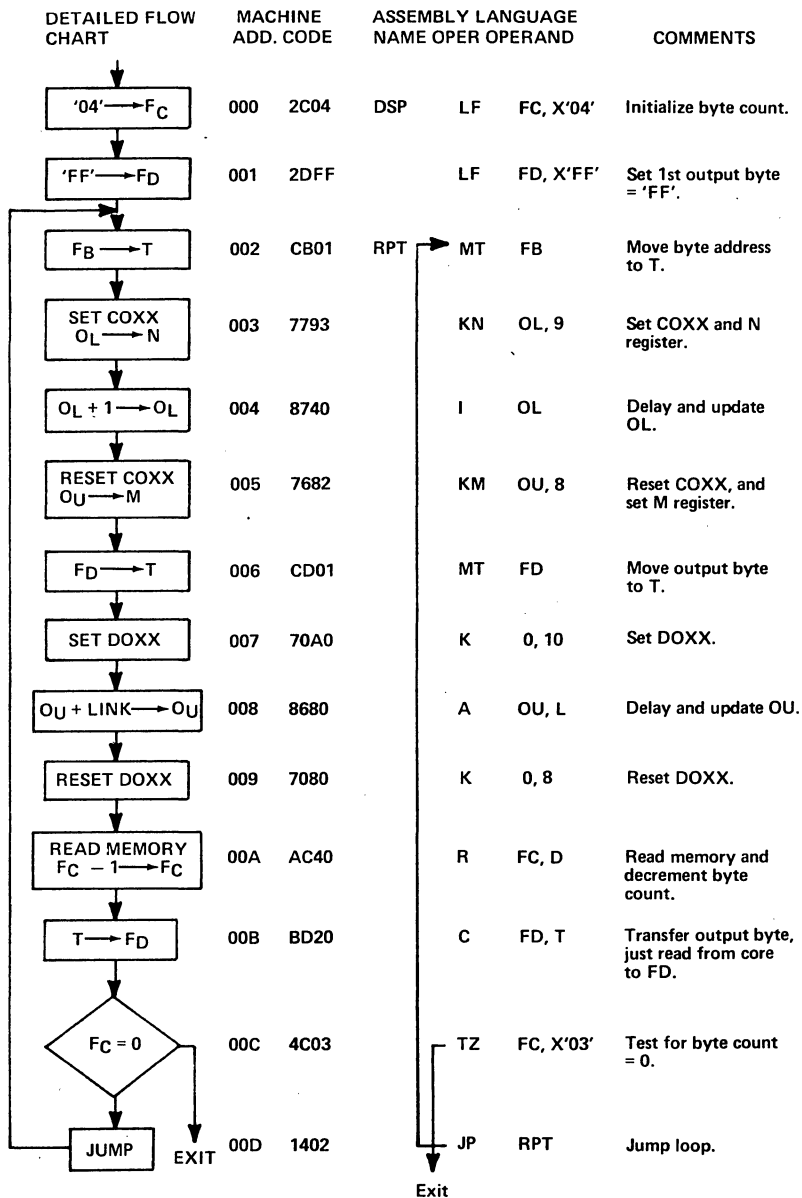 DETAILED FLOW CHART MACHINE ADD. CODE ASSEMBLY LANGUAGE NAME OPER OPERAND COMMENTS
'04' → FC 000 2C04 DSP LF FC, X'04' Initialize byte count.
'FF' → FD 001 2DFF LF FD, X'FF' Set 1st output byte
= 'FF'.
FB → T 002 CB01 RPT MT FB Move byte address
to T.
SET COXX
OL → N 003 7793 KN OL, 9 Set COXX and N
register.
OL + 1 → OL 004 8740 I OL Delay and update
OL.
RESET COXX
OU → M 005 7682 KM OU, 8 Reset COXX, and
set M register.
FD → T 006 CD01 MT FD Move output byte
to T.
SET DOXX 007 70A0 K 0, 10 Set DOXX.
OU + LINK → OU 008 8680 A OU, L Delay and update OU.
RESET DOXX 009 7080 K 0, 8 Reset DOXX.
READ MEMORY
FC – 1 → FC 00A AC40 R FC, D Read memory and
decrement byte
count.
T → FD 00B BD20 C FD, T Transfer output byte,
just read from core
to FD.
FC = 0 00C 4C03 TZ FC, X'03' Test for byte count
= 0.
JUMP EXIT 00D 1402 JP RPT Jump loop.
Exit